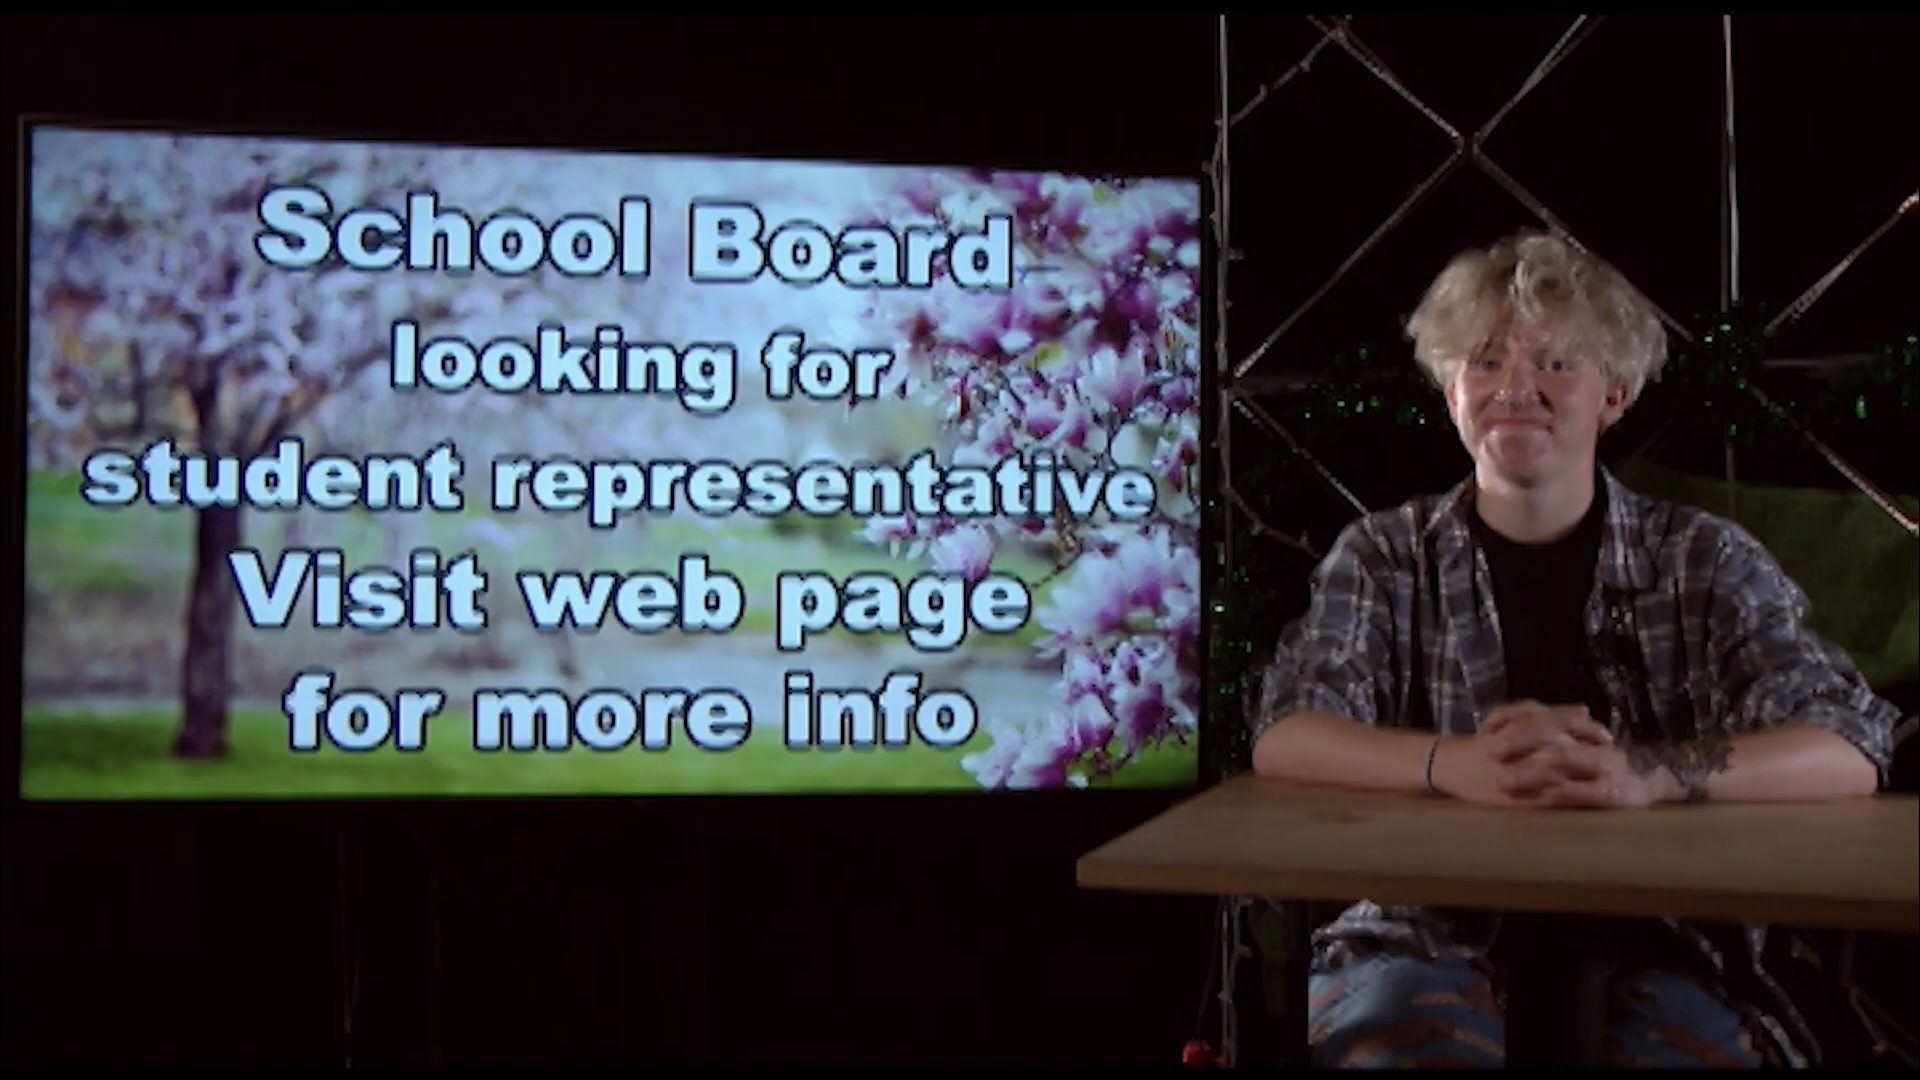 School Board
looking for
student representative
Visit web page
for more info